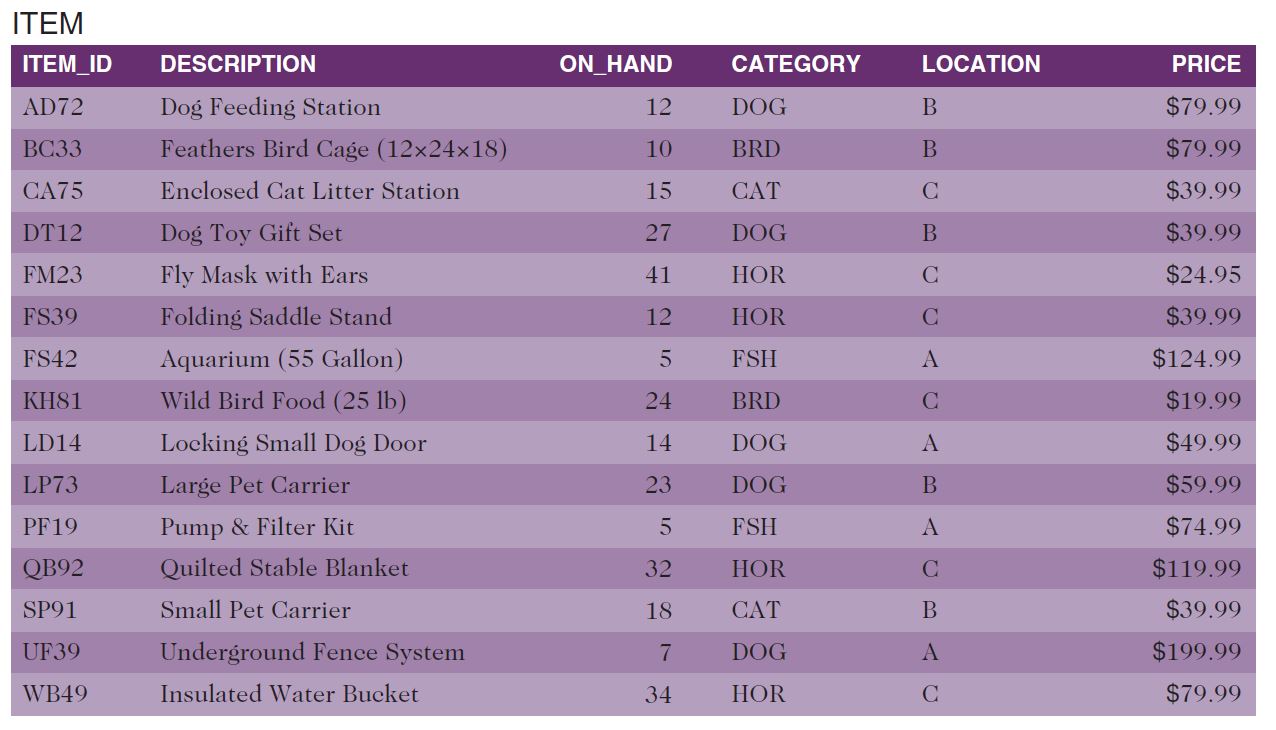 ITEM
ITEM_ID DESCRIPTION ON_HAND CATEGORY LOCATION PRICE
AD72 Dog Feeding Station 12 DOG B $79.99
BC33 Feathers Bird Cage (12×24×18) 10 BRD B $79.99
CA75 Enclosed Cat Litter Station 15 CAT C $39.99
DT12 Dog Toy Gift Set 27 DOG B $39.99
FM23 Fly Mask with Ears 41 HOR C $24.95
FS39 Folding Saddle Stand 12 HOR C $39.99
FS42 Aquarium (55 Gallon) 5 FSH A $124.99
KH81 Wild Bird Food (25 lb) 24 BRD C $19.99
LD14 Locking Small Dog Door 14 DOG A $49.99
LP73 Large Pet Carrier 23 DOG B $59.99
PF19 Pump & Filter Kit 5 FSH A $74.99
QB92 Quilted Stable Blanket 32 HOR C $119.99
SP91 Small Pet Carrier 18 CAT B $39.99
UF39 Underground Fence System 7 DOG A $199.99
WB49 Insulated Water Bucket 34 HOR C $79.99